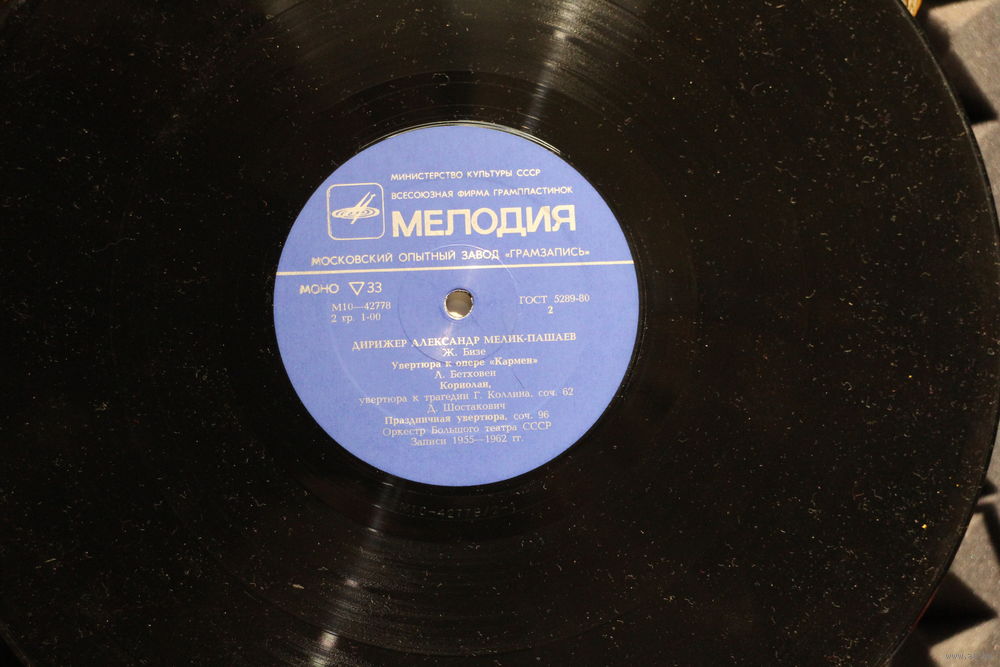 МИНИСТЕРСТВО КУЛЬТУРЫ СССР
ВСЕСОЮЗНАЯ ФИРМА ГРАМПЛАСТИНОК
МЕЛОДИЯ
МОСКОВСКИЙ ОПЫТНЫЙ ЗАВОД «ГРАМЗАПИСЬ»
МОНО ▽ 33
М10—42778
2 гр. 1-00
ГОСТ 5289-80
2
ДИРИЖЕР АЛЕКСАНДР МЕЛИК-ПАШАЕВ
Ж. Бизе
Увертюра к опере «Кармен»
Л. Бетховен
Кориолан,
увертюра к трагедии Г. Коллина, соч. 62
Д. Шостакович
Праздничная увертюра, соч. 96
Оркестр Большого театра СССР
Записи 1955—1962 гг.